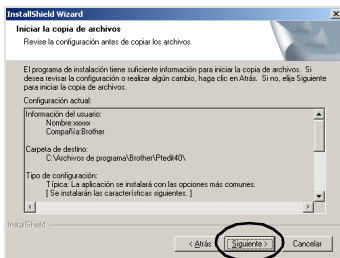 InstallShield Wizard
Iniciar la copia de archivos
Revise la configuración antes de copiar los archivos.
El programa de instalación tiene suficiente información para iniciar la copia de archivos. Si
desea revisar la configuración o realizar algún cambio, haga clic en Atrás. Si no, elija Siguiente
para iniciar la copia de archivos.
Configuración actual:
Información del usuario:
Nombre:xxxxx
Compañía:Brother
Carpeta de destino:
C:\Archivos de programa\Brother\Ptedit40\
Tipo de configuración:
Típica: La aplicación se instalará con las opciones más comunes.
[ Se instalarán las características siguientes. ]
InstallShield
< Atrás
Siguiente >
Cancelar